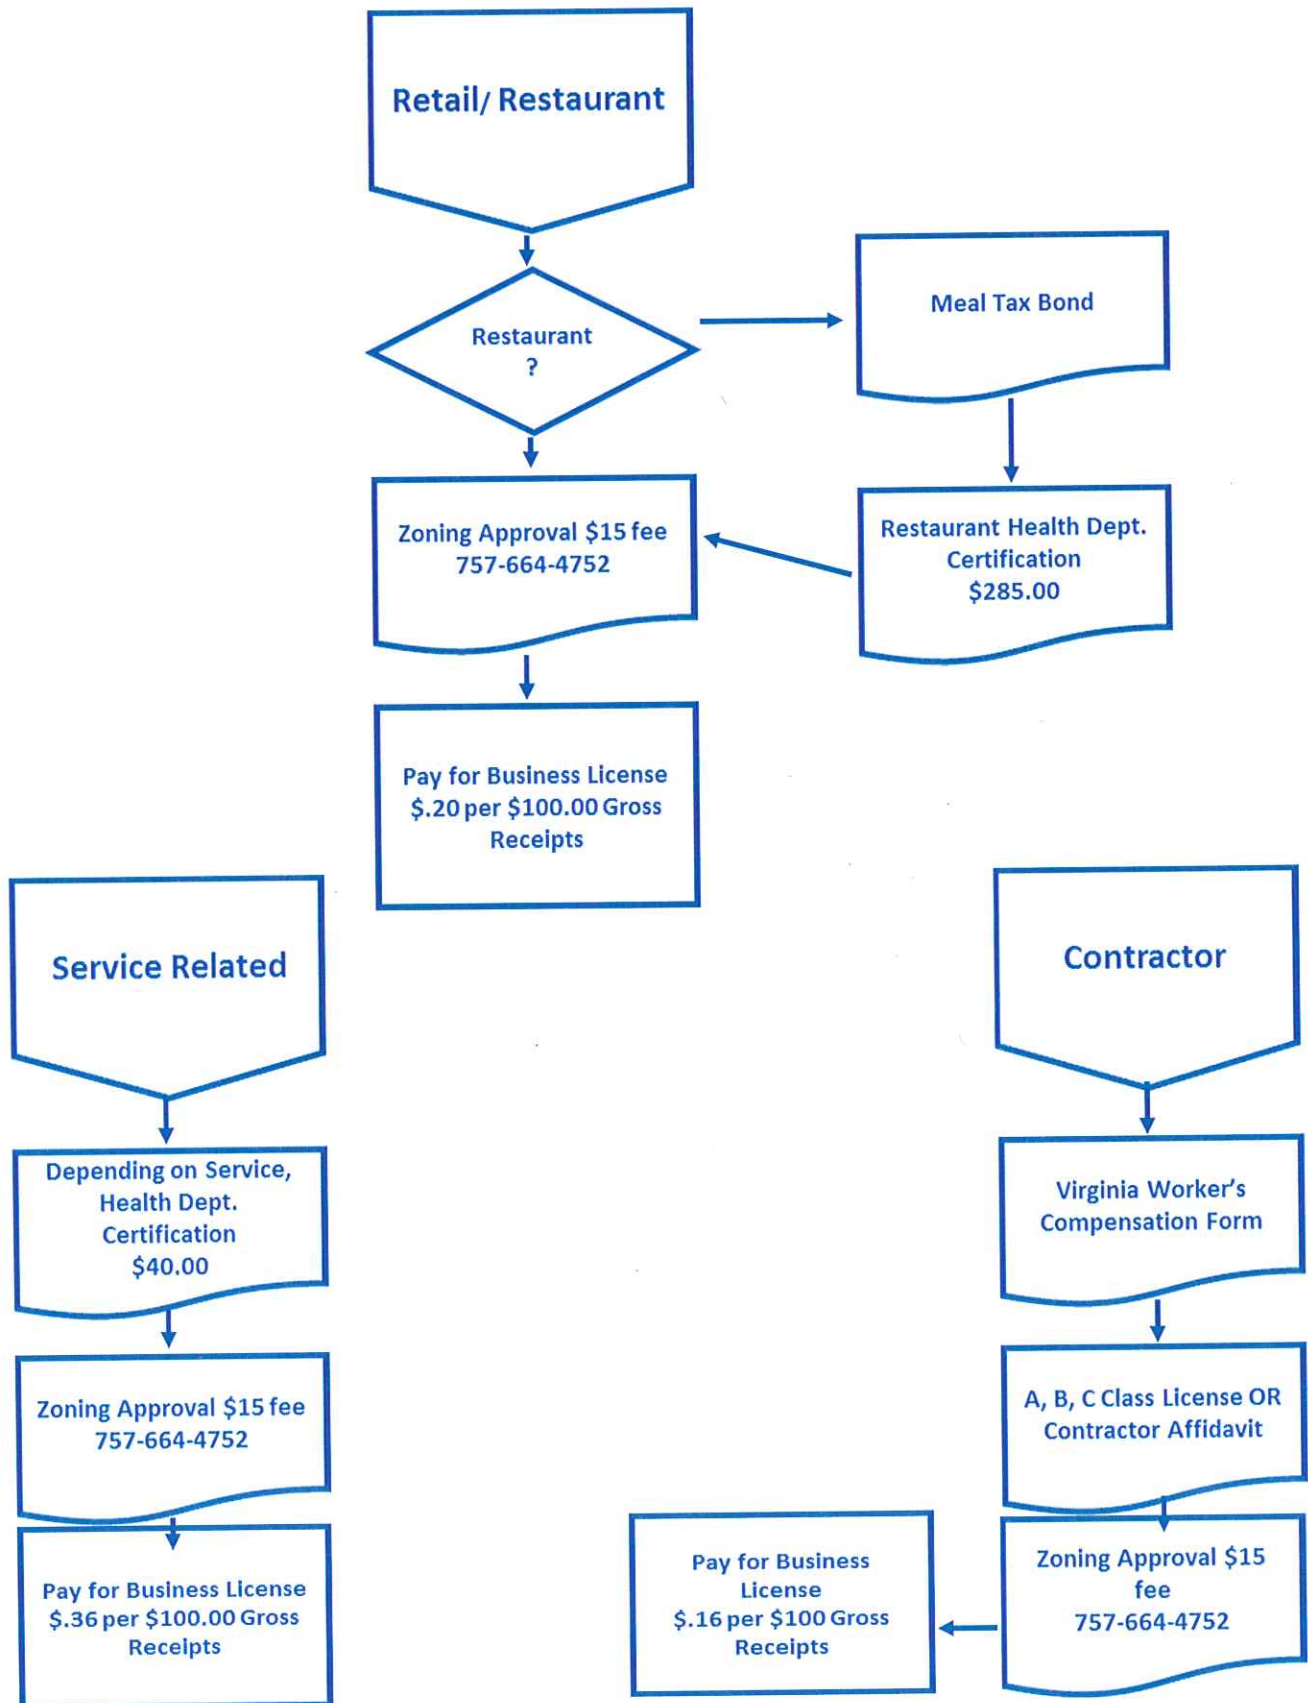 Retail/ Restaurant
Restaurant
?
Meal Tax Bond
Restaurant Health Dept.
Certification
$285.00
Zoning Approval $15 fee
757-664-4752
Pay for Business License
$.20 per $100.00 Gross
Receipts
Service Related
Depending on Service,
Health Dept.
Certification
$40.00
Zoning Approval $15 fee
757-664-4752
Pay for Business License
$.36 per $100.00 Gross
Receipts
Contractor
Virginia Worker's
Compensation Form
A, B, C Class License OR
Contractor Affidavit
Zoning Approval $15
fee
757-664-4752
Pay for Business
License
$.16 per $100 Gross
Receipts